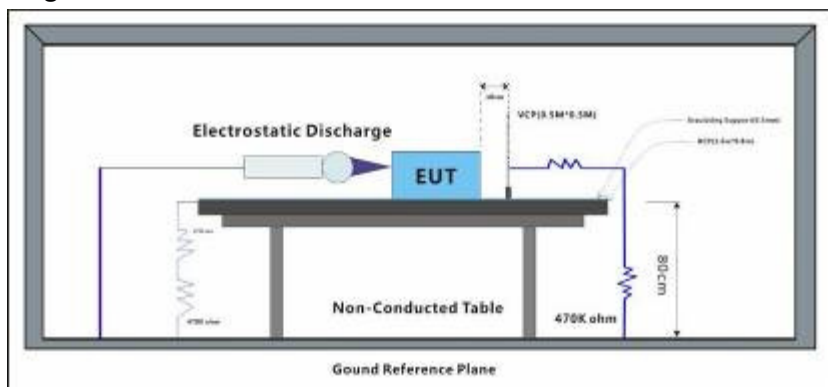 VCP(0.5M*0.5M)
Electrostatic Discharge
EUT
80cm
Non-Conducted Table
470K ohm
Gound Reference Plane